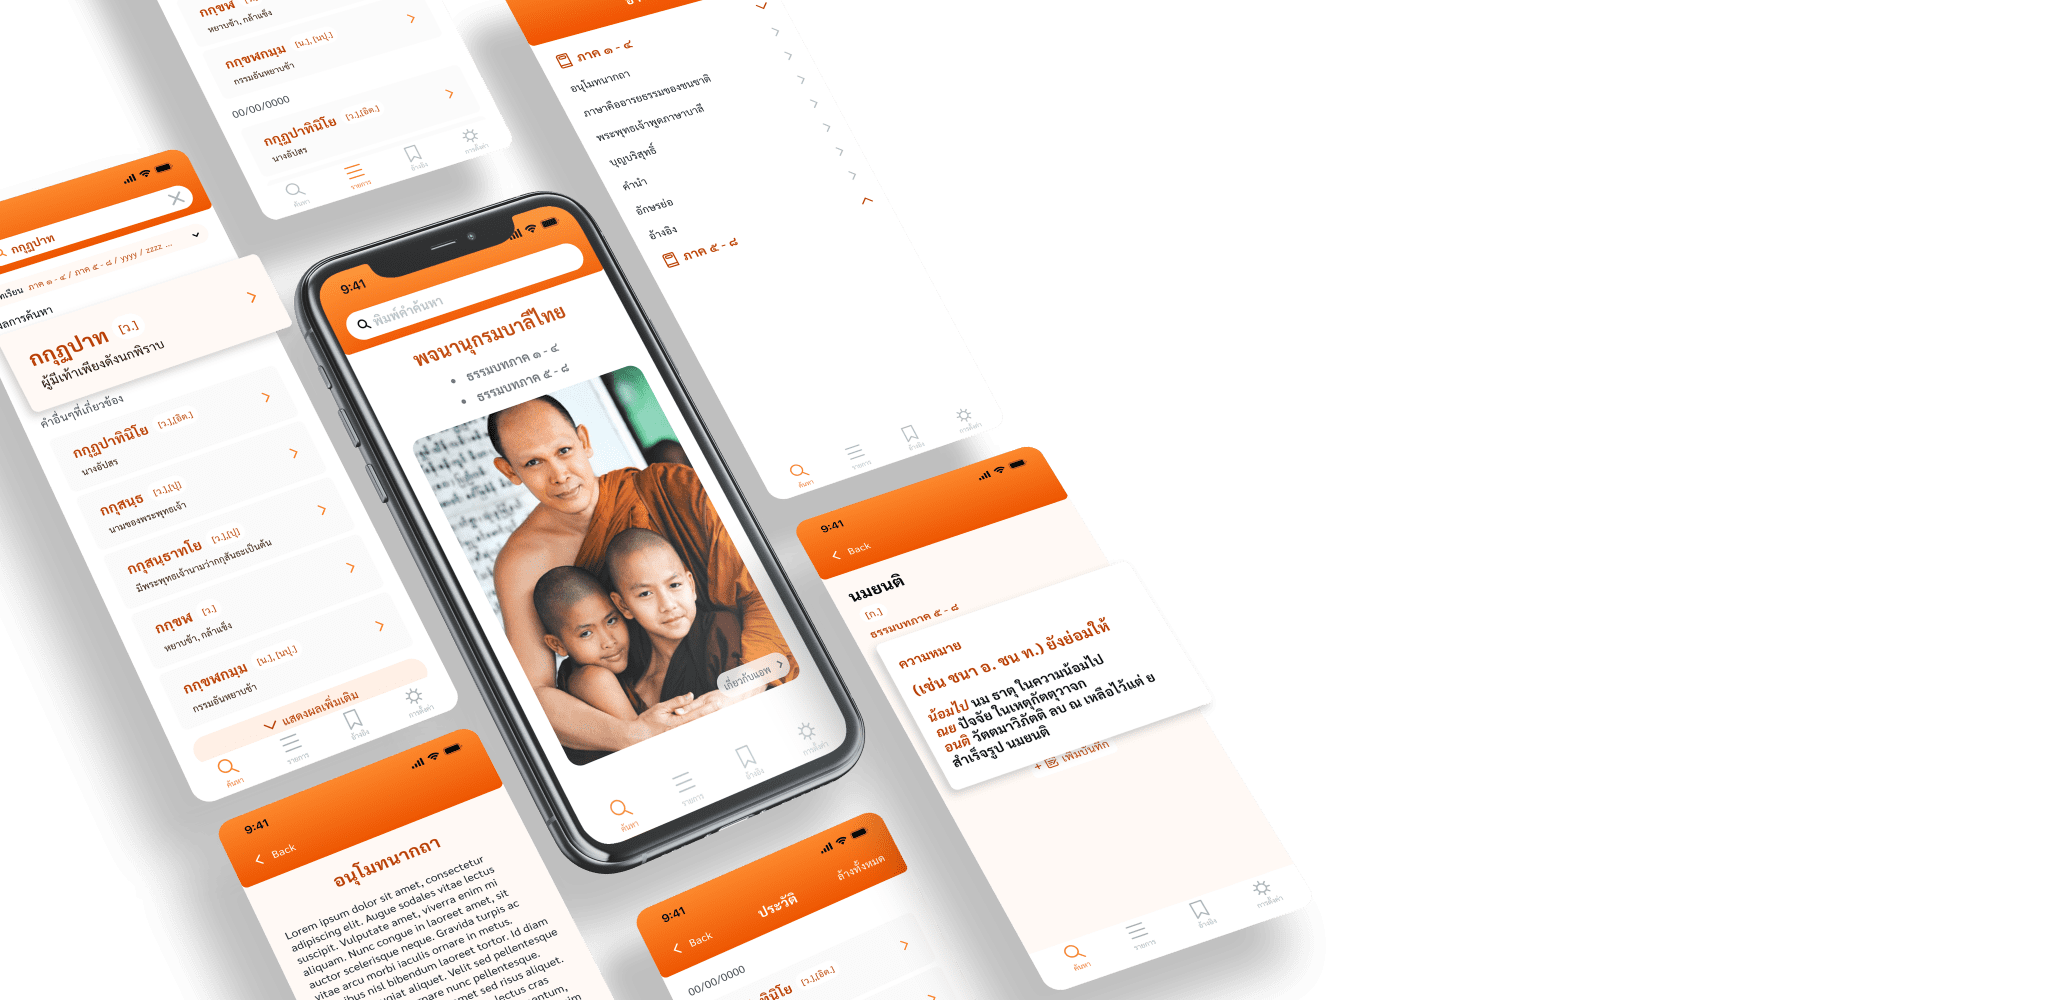 กกฺขฬ
หยาบช้า, กล้าแข็ง
กกฺขฬกมฺม [น.], [นปุ.]
กรรมอันหยาบช้า
00/00/0000
กกุฏปาทินิโย [ว.],[อิต.]
นางอัปสร
ค้นหา
รายการ
อ้างอิง
การตั้งค่า
ภาค ๑ - ๔
อนุโมทนากถา
ภาษาคืออารยธรรมของชนชาติ
พระพุทธเจ้าพูดภาษาบาลี
บุญบริสุทธิ์
คำนำ
อักษรย่อ
อ้างอิง
ภาค ๕ - ๘
ค้นหา
รายการ
อ้างอิง
การตั้งค่า
กกุฏปาท
ภาค ๑ - ๔ / ภาค ๕ - ๘ / yyyy / zzzz ...
กกุฏปาท [ว.]
ผู้มีเท้าเพียงดังนกพิราบ
คำอื่นๆที่เกี่ยวข้อง
กกุฏปาทินิโย [ว.],[อิต.]
นางอัปสร
กกุสนฺธ [ว.],[ปุ]
นามของพระพุทธเจ้า
กกุสนฺธาทโย [ว.],[ปุ]
มีพระพุทธเจ้านามว่ากกุสันธะเป็นต้น
กกฺขฬ [ว.]
หยาบช้า, กล้าแข็ง
กกฺขฬกมฺม [น.], [นปุ.]
กรรมอันหยาบช้า
แสดงผลเพิ่มเติม
ค้นหา
รายการ
อ้างอิง
การตั้งค่า
9:41
พิมพ์คำค้นหา
พจนานุกรมบาลีไทย
• ธรรมบทภาค ๑ - ๔
• ธรรมบทภาค ๕ - ๘
เกี่ยวกับแอพ
ค้นหา
รายการ
อ้างอิง
การตั้งค่า
9:41
Back
นมยนติ
[ก.]
ธรรมบทภาค ๕ - ๘
ความหมาย
(เช่น ชนา อ. ชน ท.) ยังย่อมให้
น้อมไป นม ธาตุ ในความน้อมไป
ณย ปัจจัย ในเหตุกัตตุวาจก
อนติ วัตตมาวิภัตติ ลบ ณ เหลือไว้แต่ ย
สำเร็จรูป นมยนติ
+ เพิ่มบันทึก
ค้นหา
รายการ
อ้างอิง
การตั้งค่า
9:41
Back
อนุโมทนากถา
Lorem ipsum dolor sit amet, consectetur
adipiscing elit. Augue sodales vitae lectus
suscipit. Vulputate amet, viverra enim mi
aliquam. Nunc congue in laoreet amet, sit
auctor scelerisque neque. Gravida turpis ac
vitae arcu morbi iaculis ornare in metus,
nisl bibendum laoreet tortor. Id diam
aliquet. Velit sed pellentesque
nunc pellentesque.
sed risus aliquet.
lectus cras
9:41
Back
ประวัติ
ล้างทั้งหมด
00/00/0000
[ว.],[อิต.]